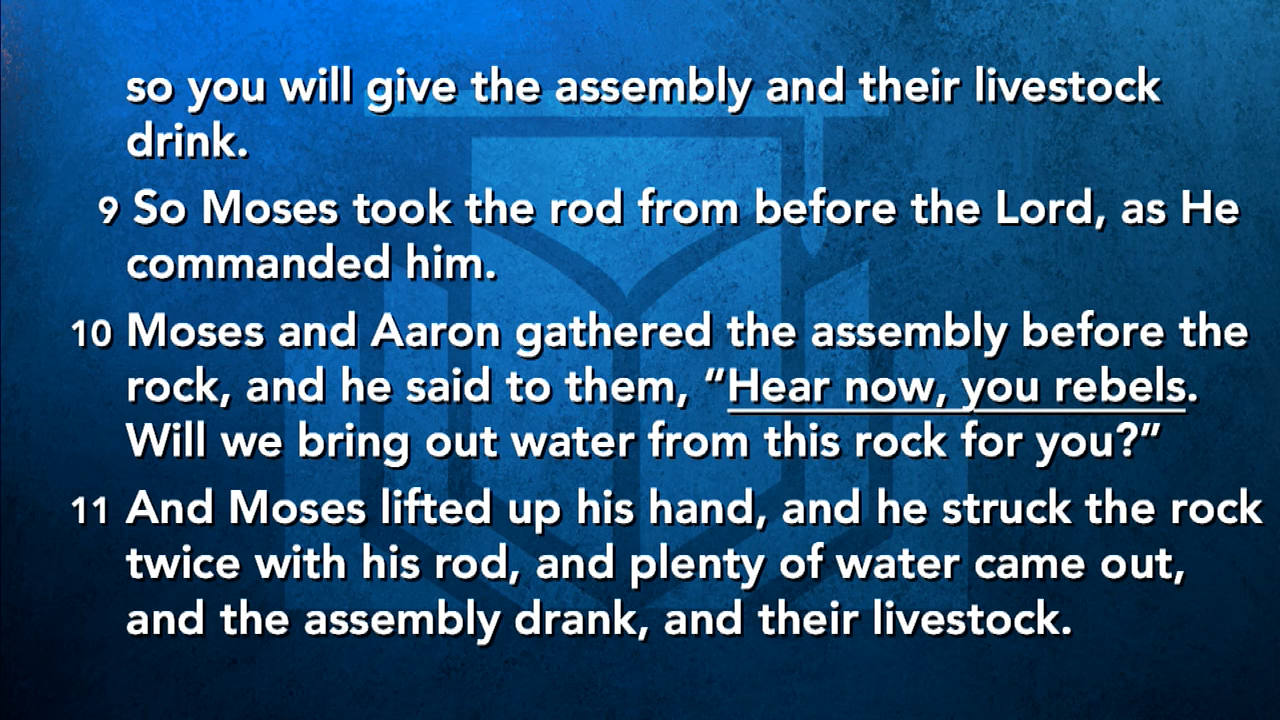 so you will give the assembly and their livestock
drink.
9 So Moses took the rod from before the Lord, as He
commanded him.
10 Moses and Aaron gathered the assembly before the
rock, and he said to them, “Hear now, you rebels.
Will we bring out water from this rock for you?”
11 And Moses lifted up his hand, and he struck the rock
twice with his rod, and plenty of water came out,
and the assembly drank, and their livestock.